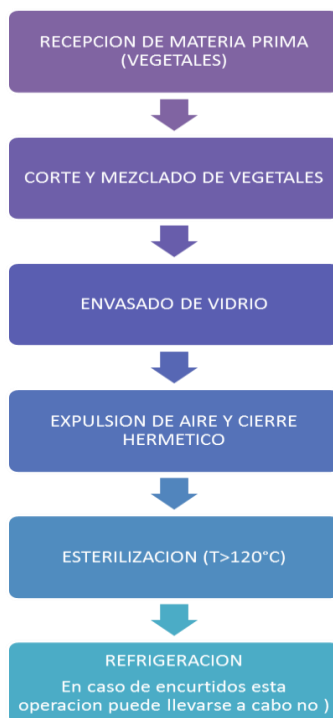 RECEPCION DE MATERIA PRIMA
(VEGETALES)
CORTE Y MEZCLADO DE VEGETALES
ENVASADO DE VIDRIO
EXPULSION DE AIRE Y CIERRE
HERMETICO
ESTERILIZACION (T>120°C)
REFRIGERACION
En caso de encurtidos esta
operacion puede llevarse a cabo no )